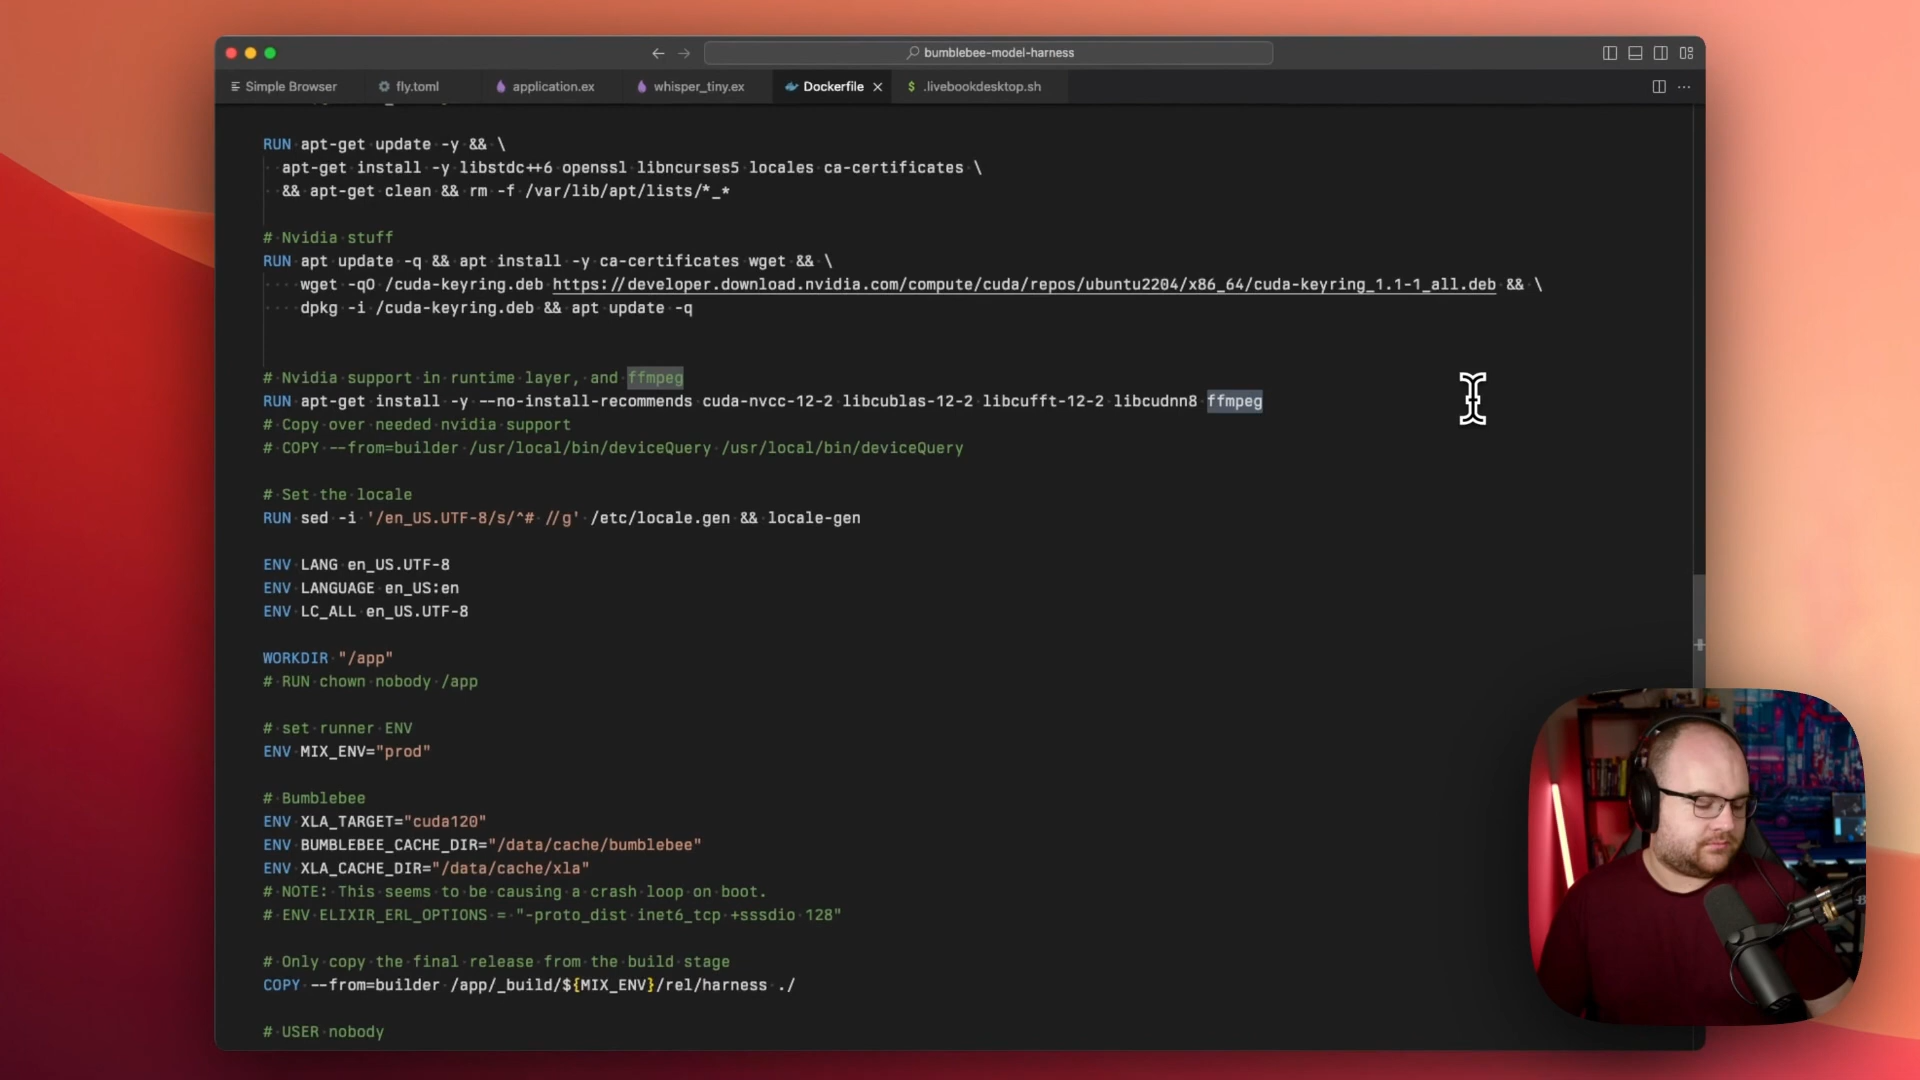 bumblebee-model-harness
Simple Browser fly.toml application.ex whisper_tiny.ex Dockerfile $ .livebookdesktop.sh
RUN apt-get update -y && \
apt-get install -y libstdc++6 openssl libncurses5 locales ca-certificates \
&& apt-get clean && rm -f /var/lib/apt/lists/*_*
# Nvidia stuff
RUN apt update -q && apt install -y ca-certificates wget && \
wget -qO /cuda-keyring.deb https://developer.download.nvidia.com/compute/cuda/repos/ubuntu2204/x86_64/cuda-keyring_1.1-1_all.deb && \
dpkg -i /cuda-keyring.deb && apt update -q
# Nvidia support in runtime layer, and ffmpeg
RUN apt-get install -y --no-install-recommends cuda-nvcc-12-2 libcublas-12-2 libcufft-12-2 libcudnn8 ffmpeg
# Copy over needed nvidia support
# COPY --from=builder /usr/local/bin/deviceQuery /usr/local/bin/deviceQuery
# Set the locale
RUN sed -i '/en_US.UTF-8/s/^# //g' /etc/locale.gen && locale-gen
ENV LANG en_US.UTF-8
ENV LANGUAGE en_US:en
ENV LC_ALL en_US.UTF-8
WORKDIR "/app"
# RUN chown nobody /app
# set runner ENV
ENV MIX_ENV="prod"
# Bumblebee
ENV XLA_TARGET="cuda120"
ENV BUMBLEBEE_CACHE_DIR="/data/cache/bumblebee"
ENV XLA_CACHE_DIR="/data/cache/xla"
# NOTE: This seems to be causing a crash loop on boot.
# ENV ELIXIR_ERL_OPTIONS = "-proto_dist inet6_tcp +sssdio 128"
# Only copy the final release from the build stage
COPY --from=builder /app/_build/${MIX_ENV}/rel/harness ./
# USER nobody